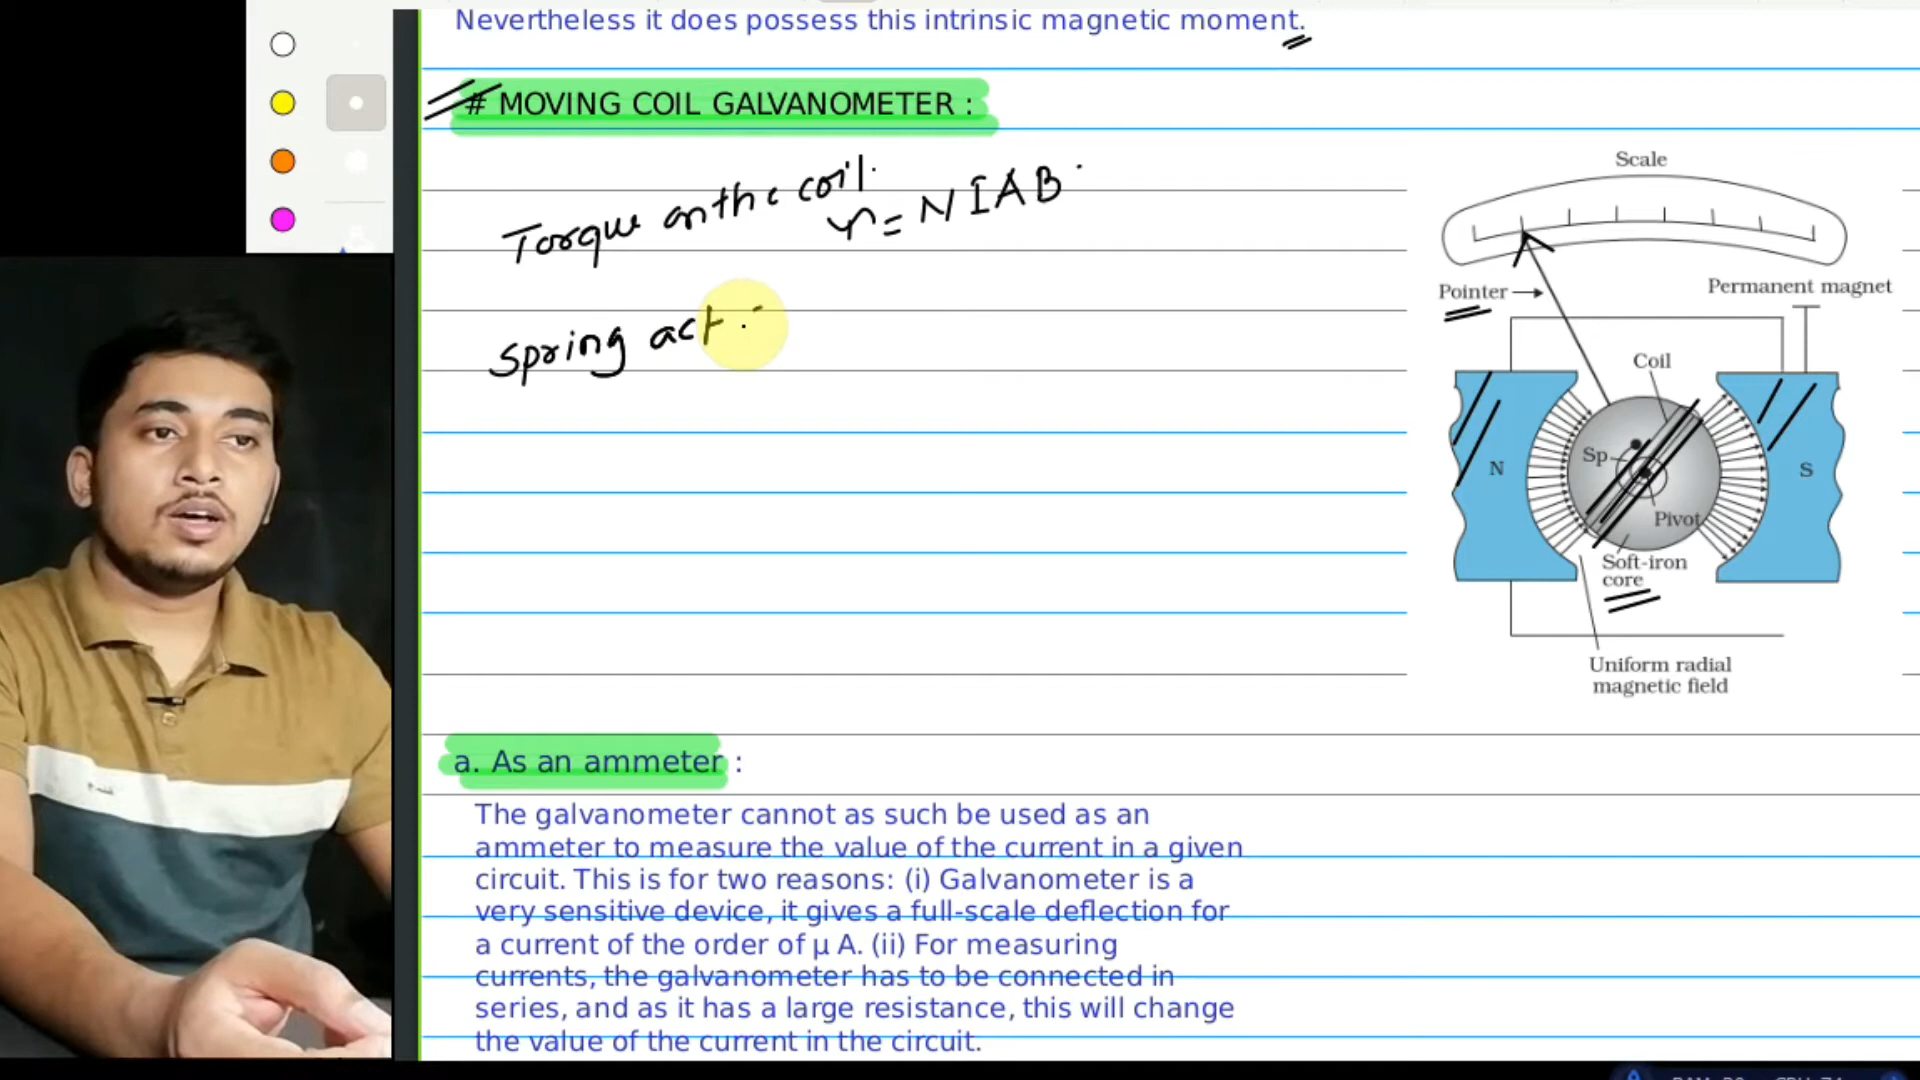 Nevertheless it does possess this intrinsic magnetic moment.
# MOVING COIL GALVANOMETER :
Torque on the coil.
τ = NIAB
Spring act
Scale
Pointer
Permanent magnet
Coil
N
Sp
S
Pivot
Soft-iron
core
Uniform radial
magnetic field
a. As an ammeter :
The galvanometer cannot as such be used as an
ammeter to measure the value of the current in a given
circuit. This is for two reasons: (i) Galvanometer is a
very sensitive device, it gives a full-scale deflection for
a current of the order of μ A. (ii) For measuring
currents, the galvanometer has to be connected in
series, and as it has a large resistance, this will change
the value of the current in the circuit.